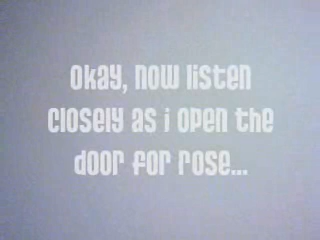 Okay, now listen
closely as i open the
door for rose...